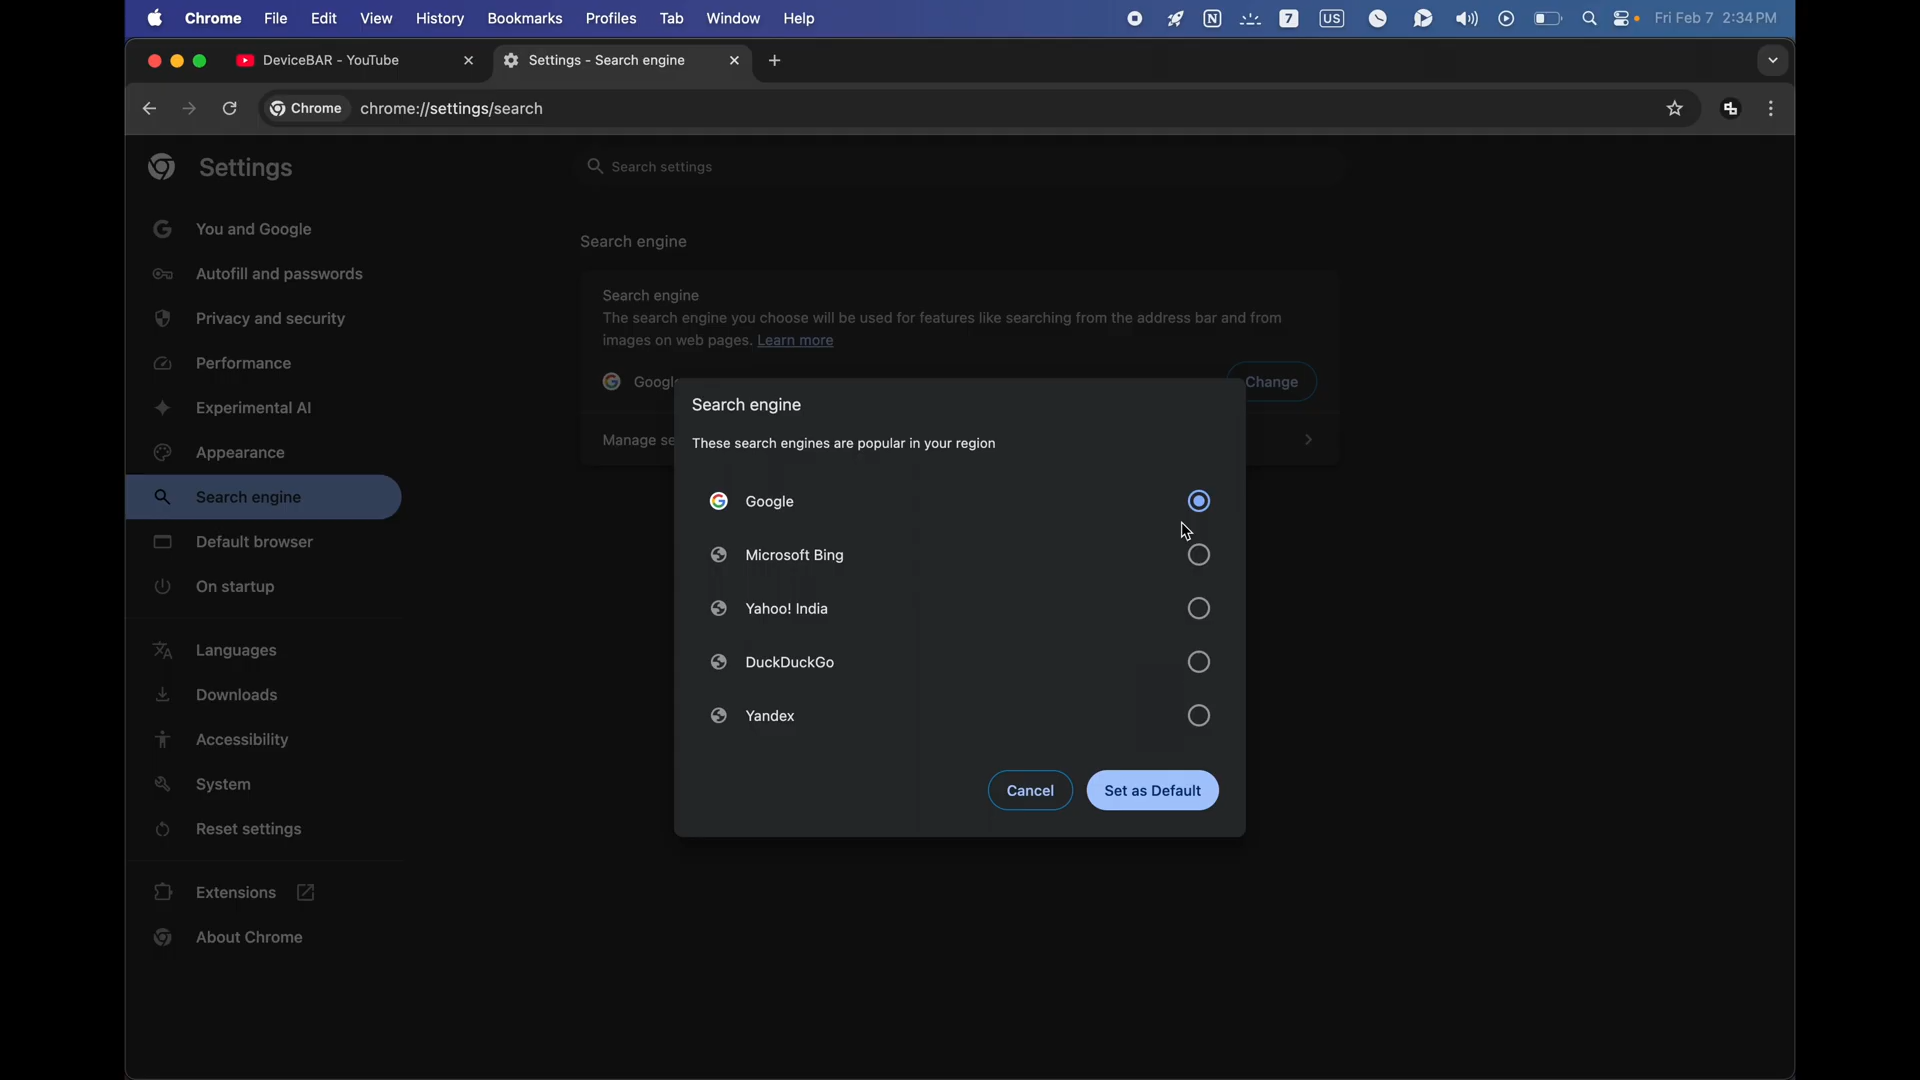 Chrome File Edit View History Bookmarks Profiles Tab Window Help 7 US Fri Feb 7 2:34 PM
DeviceBAR - YouTube Settings - Search engine
Chrome chrome://settings/search
Settings
Search settings
You and Google
Autofill and passwords
Privacy and security
Performance
Experimental AI
Appearance
Search engine
Default browser
On startup
Languages
Downloads
Accessibility
System
Reset settings
Extensions
About Chrome
Search engine
Search engine
The search engine you choose will be used for features like searching from the address bar and from
images on web pages. Learn more
Change
Manage
Search engine
These search engines are popular in your region
Google
Microsoft Bing
Yahoo! India
DuckDuckGo
Yandex
Cancel Set as Default